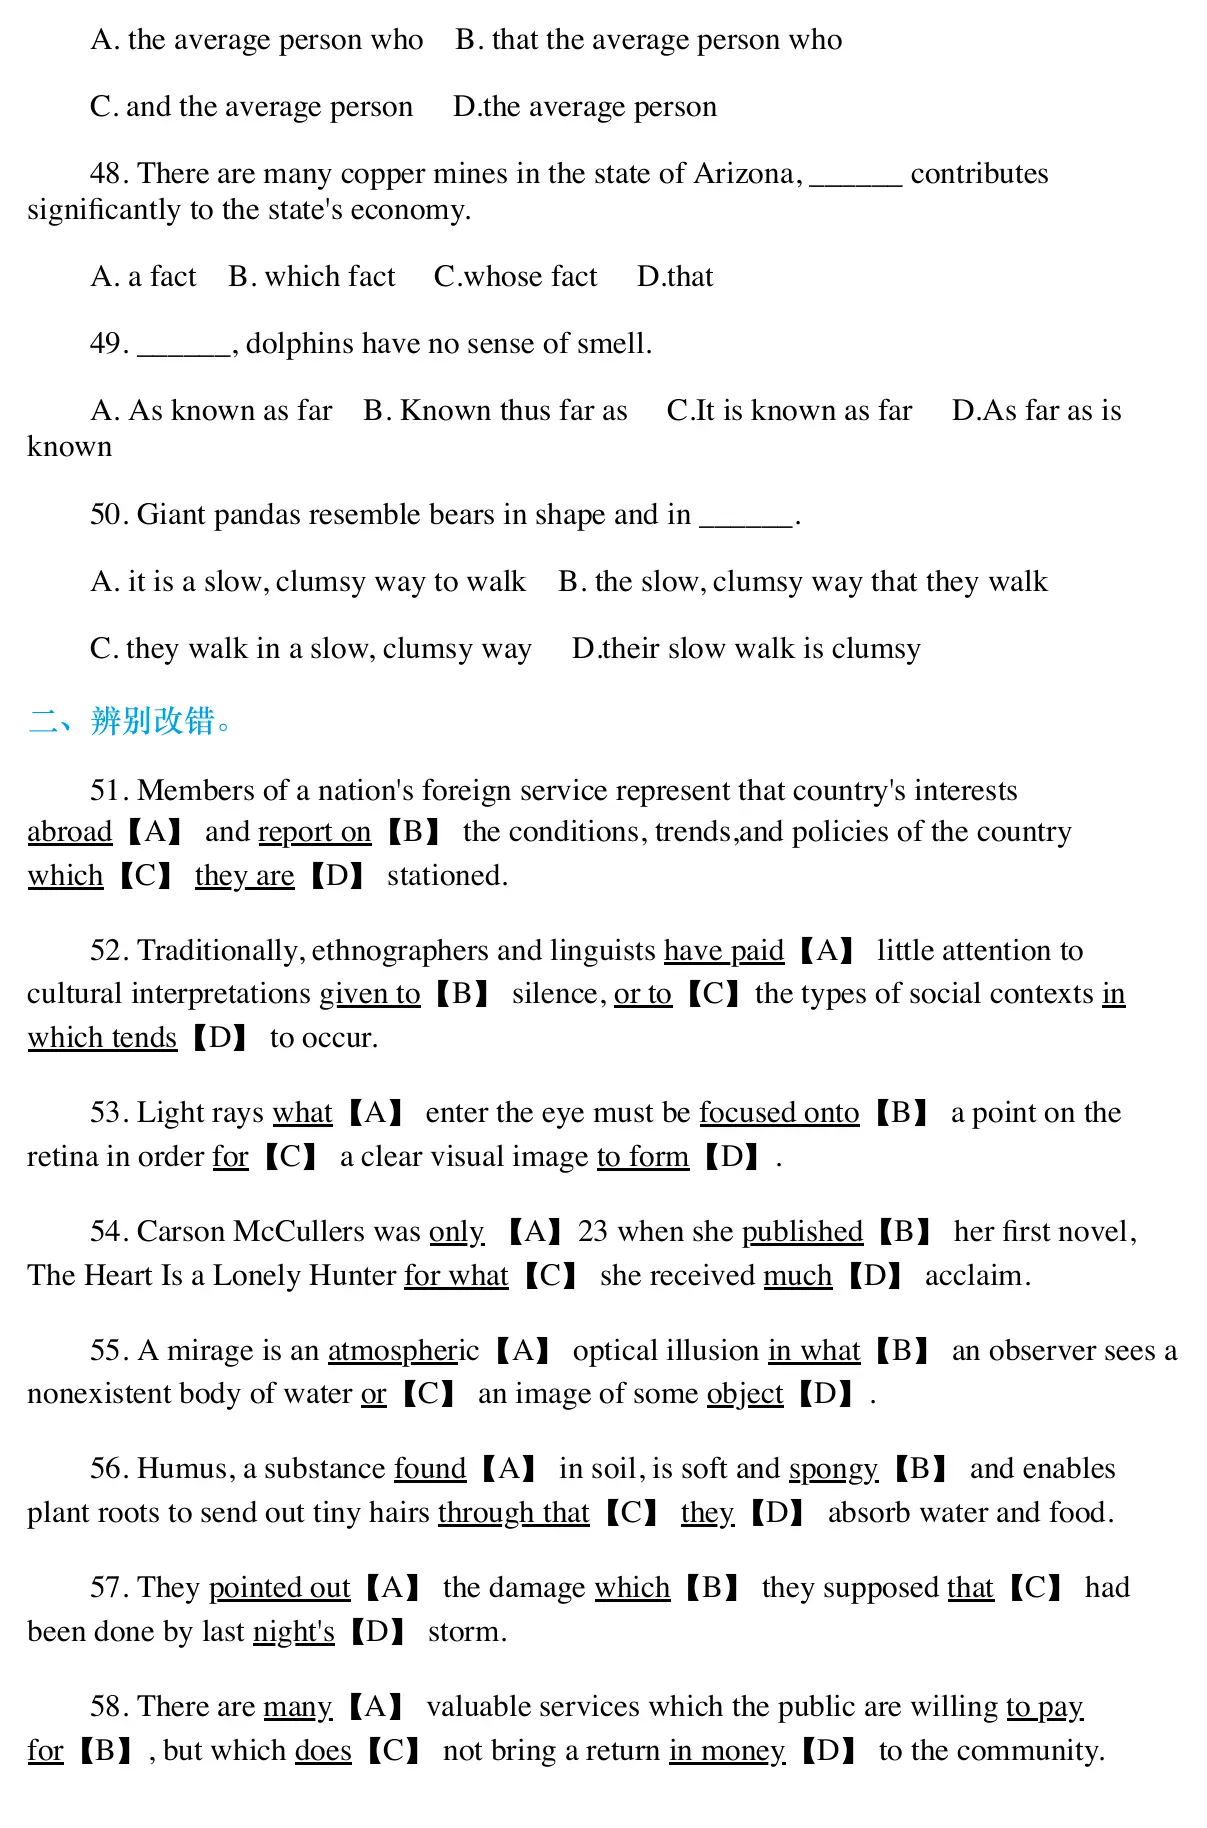 A. the average person who B. that the average person who
C. and the average person D.the average person
48. There are many copper mines in the state of Arizona, ______ contributes
significantly to the state's economy.
A. a fact B. which fact C.whose fact D.that
49. ______, dolphins have no sense of smell.
A. As known as far B. Known thus far as C.It is known as far D.As far as is
known
50. Giant pandas resemble bears in shape and in ______.
A. it is a slow, clumsy way to walk B. the slow, clumsy way that they walk
C. they walk in a slow, clumsy way D.their slow walk is clumsy
二、辨别改错。
51. Members of a nation's foreign service represent that country's interests
abroad【A】 and report on【B】 the conditions, trends,and policies of the country
which【C】 they are【D】 stationed.
52. Traditionally, ethnographers and linguists have paid【A】 little attention to
cultural interpretations given to【B】 silence, or to【C】the types of social contexts in
which tends【D】 to occur.
53. Light rays what【A】 enter the eye must be focused onto【B】 a point on the
retina in order for【C】 a clear visual image to form【D】.
54. Carson McCullers was only 【A】23 when she published【B】 her first novel,
The Heart Is a Lonely Hunter for what【C】 she received much【D】 acclaim.
55. A mirage is an atmospheric【A】 optical illusion in what【B】 an observer sees a
nonexistent body of water or【C】 an image of some object【D】.
56. Humus, a substance found【A】 in soil, is soft and spongy【B】 and enables
plant roots to send out tiny hairs through that【C】 they【D】 absorb water and food.
57. They pointed out【A】 the damage which【B】 they supposed that【C】 had
been done by last night's【D】 storm.
58. There are many【A】 valuable services which the public are willing to pay
for【B】, but which does【C】 not bring a return in money【D】 to the community.